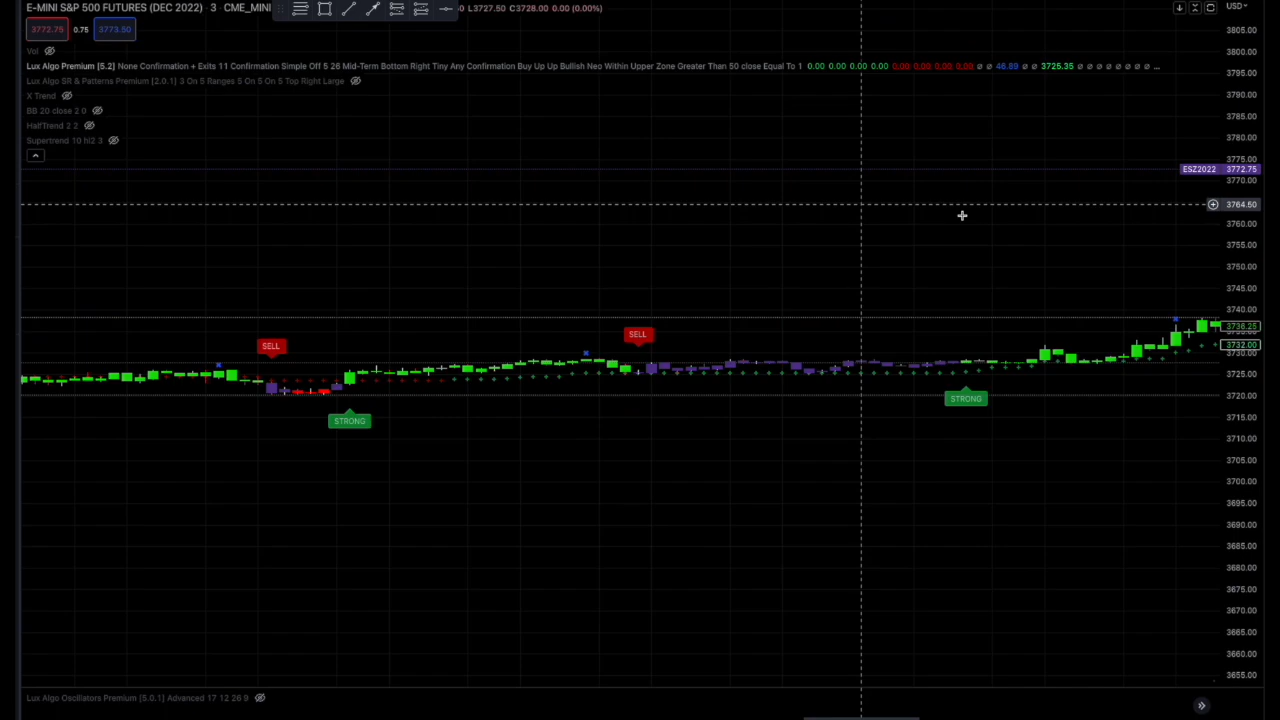 E-MINI S&P 500 FUTURES (DEC 2022) · 3 · CME_MINI
L3727.50 C3728.00 0.00 (0.00%)
USD
3772.75 0.75 3773.50
Vol
Lux Algo Premium [5.2] None Confirmation + Exits 11 Confirmation Simple Off 5 26 Mid-Term Bottom Right Tiny Any Confirmation Buy Up Up Bullish Neo Within Upper Zone Greater Than 50 close Equal To 1 0.00 0.00 0.00 0.00 0.00 0.00 0.00 0.00 ∅ ∅ 46.89 ∅ ∅ 3725.35 ∅ ∅ ∅ ∅ ∅ ∅ ∅ ∅ ...
Lux Algo SR & Patterns Premium [2.0.1] 3 On 5 Ranges 5 On 5 On 5 Top Right Large
X Trend
BB 20 close 2 0
HalfTrend 2 2
Supertrend 10 hl2 3
3805.00
3800.00
3795.00
3790.00
3785.00
3780.00
3775.00
ESZ2022 3772.75
3770.00
3764.50
3760.00
3755.00
3750.00
3745.00
3740.00
3736.25
SELL
SELL
3732.00
3730.00
3725.00
3720.00
STRONG
STRONG
3715.00
3710.00
3705.00
3700.00
3695.00
3690.00
3685.00
3680.00
3675.00
3670.00
3665.00
3660.00
3655.00
Lux Algo Oscillators Premium [5.0.1] Advanced 17 12 26 9